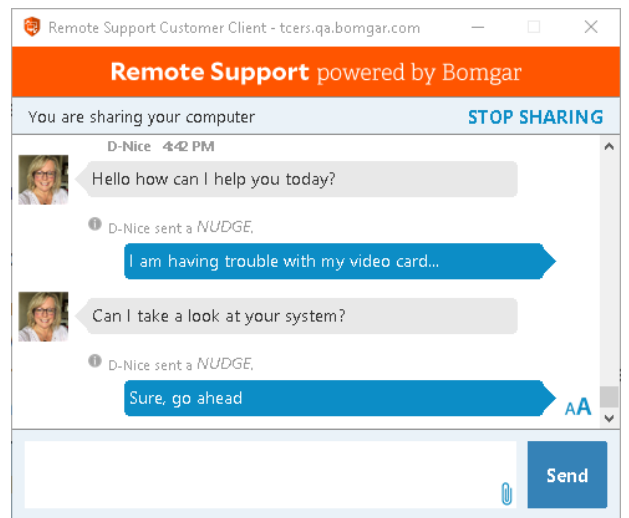 Remote Support Customer Client - tcers.qa.bomgar.com
Remote Support powered by Bomgar
You are sharing your computer STOP SHARING
D-Nice 4:42 PM
Hello how can I help you today?
D-Nice sent a NUDGE.
I am having trouble with my video card...
Can I take a look at your system?
D-Nice sent a NUDGE.
Sure, go ahead
AA
Send